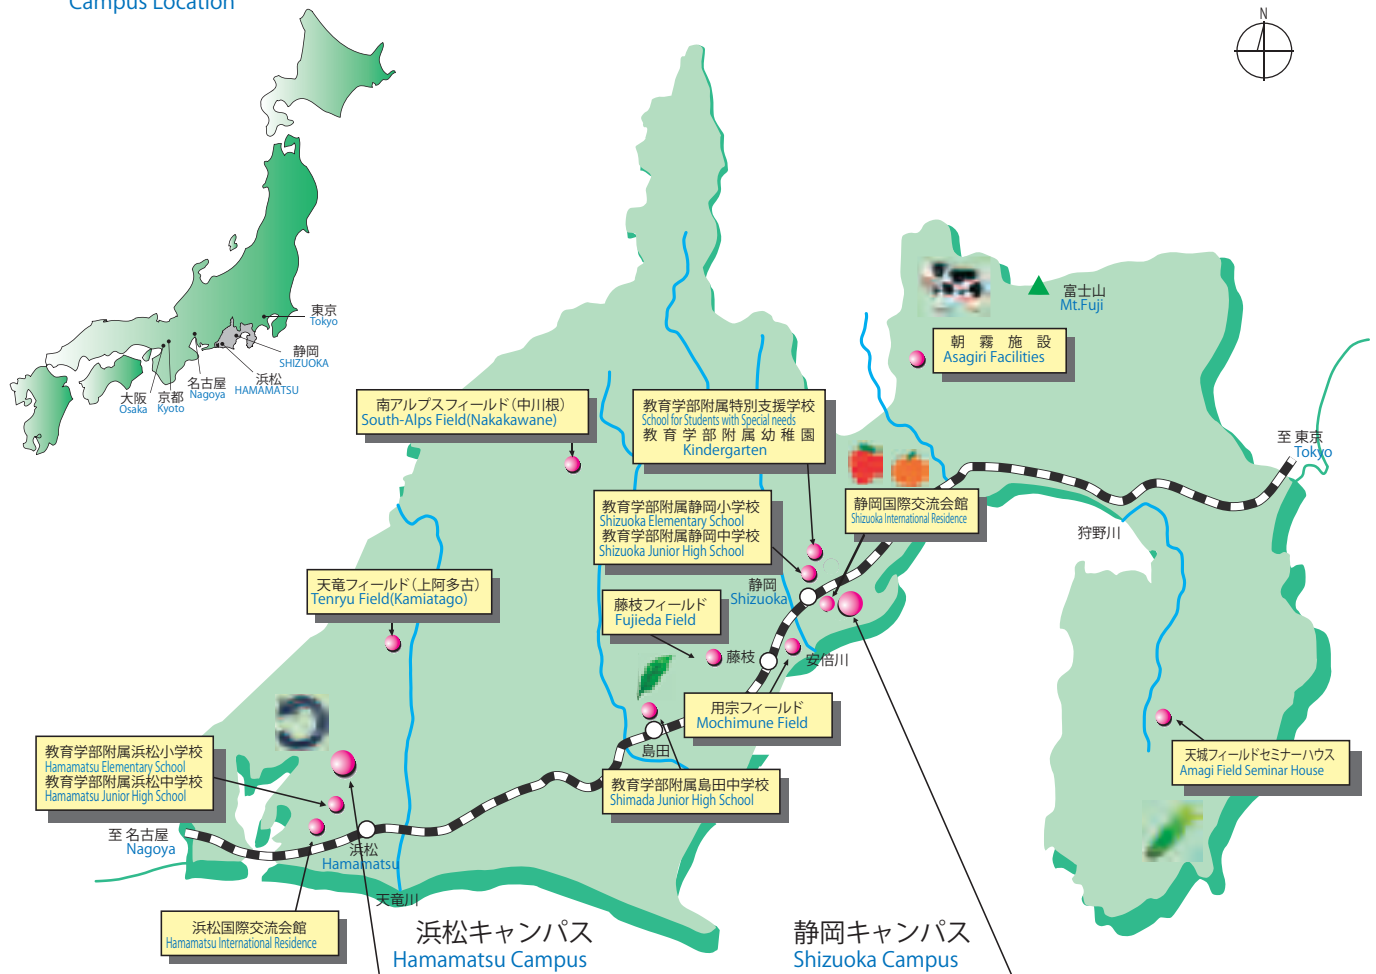 Campus Location
N
東京
Tokyo
静岡
SHIZUOKA
浜松
HAMAMATSU
名古屋
Nagoya
京都
Kyoto
大阪
Osaka
富士山
Mt.Fuji
朝霧施設
Asagiri Facilities
南アルプスフィールド(中川根)
South-Alps Field(Nakakawane)
教育学部附属特別支援学校
School for Students with Special needs
教育学部附属幼稚園
Kindergarten
至 東京
Tokyo
教育学部附属静岡小学校
Shizuoka Elementary School
教育学部附属静岡中学校
Shizuoka Junior High School
静岡国際交流会館
Shizuoka International Residence
狩野川
天竜フィールド(上阿多古)
Tenryu Field(Kamiatago)
静岡
Shizuoka
藤枝フィールド
Fujieda Field
藤枝
安倍川
用宗フィールド
Mochimune Field
島田
教育学部附属島田中学校
Shimada Junior High School
天城フィールドセミナーハウス
Amagi Field Seminar House
教育学部附属浜松小学校
Hamamatsu Elementary School
教育学部附属浜松中学校
Hamamatsu Junior High School
至 名古屋
Nagoya
浜松
Hamamatsu
天竜川
浜松国際交流会館
Hamamatsu International Residence
浜松キャンパス
Hamamatsu Campus
静岡キャンパス
Shizuoka Campus